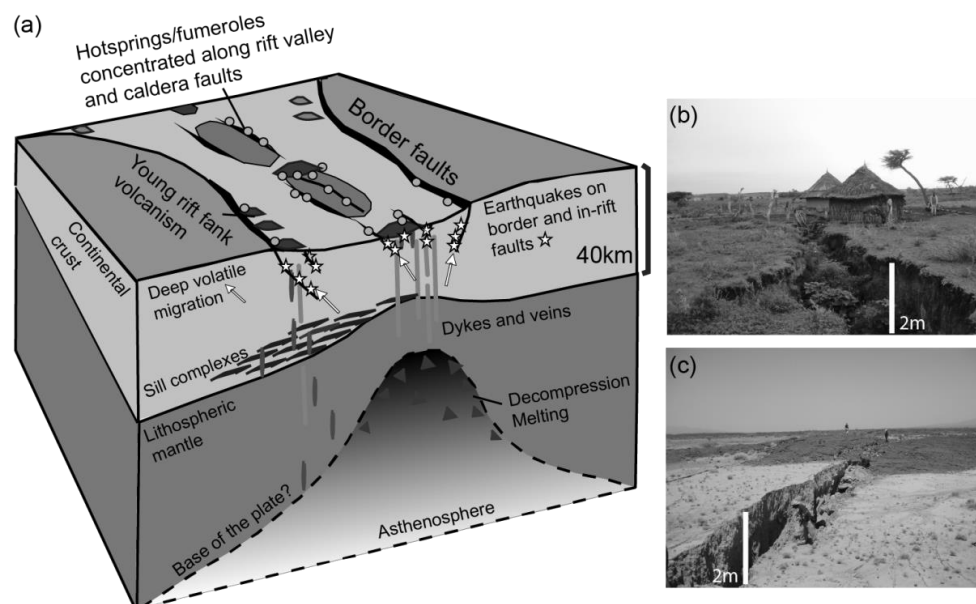 (a)
Hotsprings/fumeroles
concentrated along rift valley
and caldera faults
Border faults
Young rift fank
volcanism
Earthquakes on
border and in-rift
faults
40km
Continental
crust
Deep volatile
migration
Dykes and veins
Sill complexes
Lithospheric
mantle
Decompression
Melting
Base of the plate?
Asthenosphere
(b)
2m
(c)
2m